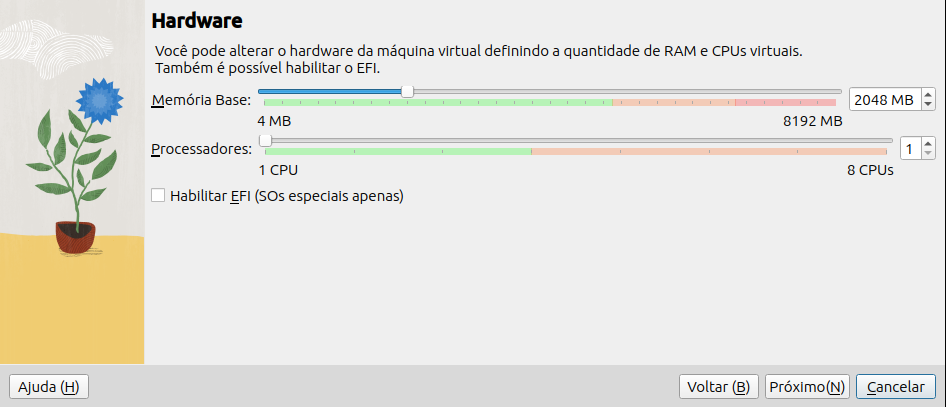 Hardware
Você pode alterar o hardware da máquina virtual definindo a quantidade de RAM e CPUs virtuais.
Também é possível habilitar o EFI.
Memória Base:
2048 MB
4 MB
8192 MB
Processadores:
1
1 CPU
8 CPUs
Habilitar EFI (SOs especiais apenas)
Ajuda (H)
Voltar (B)
Próximo(N)
Cancelar